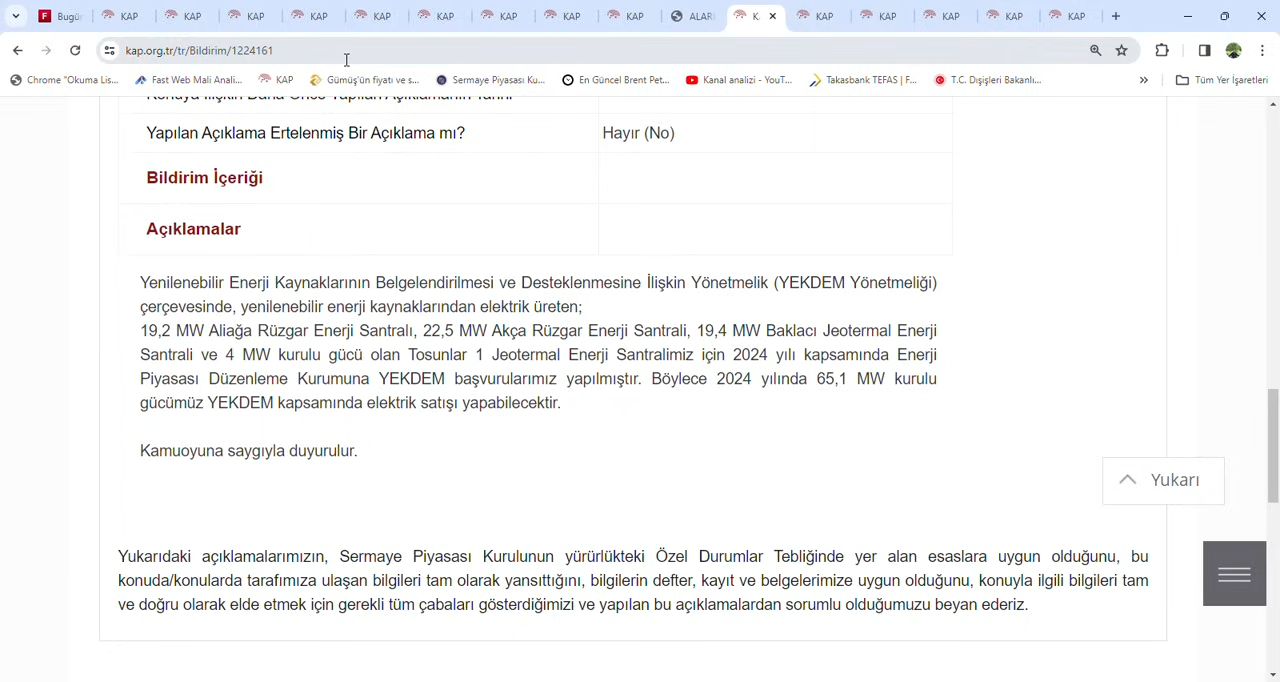 Bugün
KAP
KAP
KAP
KAP
KAP
KAP
KAP
KAP
KAP
ALAR
K
KAP
KAP
KAP
KAP
KAP
kap.org.tr/tr/Bildirim/1224161
Chrome "Okuma Lis...
Fast Web Mali Anali...
KAP
Gümüş'ün fiyatı ve s...
Sermaye Piyasası Ku...
En Güncel Brent Pet...
Kanal analizi - YouT...
Takasbank TEFAS | F...
T.C. Dışişleri Bakanlı...
Tüm Yer İşaretleri
Konuya İlişkin Daha Önce Yapılan Açıklamanın Tarihi
Yapılan Açıklama Ertelenmiş Bir Açıklama mı? Hayır (No)
Bildirim İçeriği
Açıklamalar
Yenilenebilir Enerji Kaynaklarının Belgelendirilmesi ve Desteklenmesine İlişkin Yönetmelik (YEKDEM Yönetmeliği)
çerçevesinde, yenilenebilir enerji kaynaklarından elektrik üreten;
19,2 MW Aliağa Rüzgar Enerji Santralı, 22,5 MW Akça Rüzgar Enerji Santrali, 19,4 MW Baklacı Jeotermal Enerji
Santrali ve 4 MW kurulu gücü olan Tosunlar 1 Jeotermal Enerji Santralimiz için 2024 yılı kapsamında Enerji
Piyasası Düzenleme Kurumuna YEKDEM başvurularımız yapılmıştır. Böylece 2024 yılında 65,1 MW kurulu
gücümüz YEKDEM kapsamında elektrik satışı yapabilecektir.
Kamuoyuna saygıyla duyurulur.
Yukarı
Yukarıdaki açıklamalarımızın, Sermaye Piyasası Kurulunun yürürlükteki Özel Durumlar Tebliğinde yer alan esaslara uygun olduğunu, bu
konuda/konularda tarafımıza ulaşan bilgileri tam olarak yansıttığını, bilgilerin defter, kayıt ve belgelerimize uygun olduğunu, konuyla ilgili bilgileri tam
ve doğru olarak elde etmek için gerekli tüm çabaları gösterdiğimizi ve yapılan bu açıklamalardan sorumlu olduğumuzu beyan ederiz.